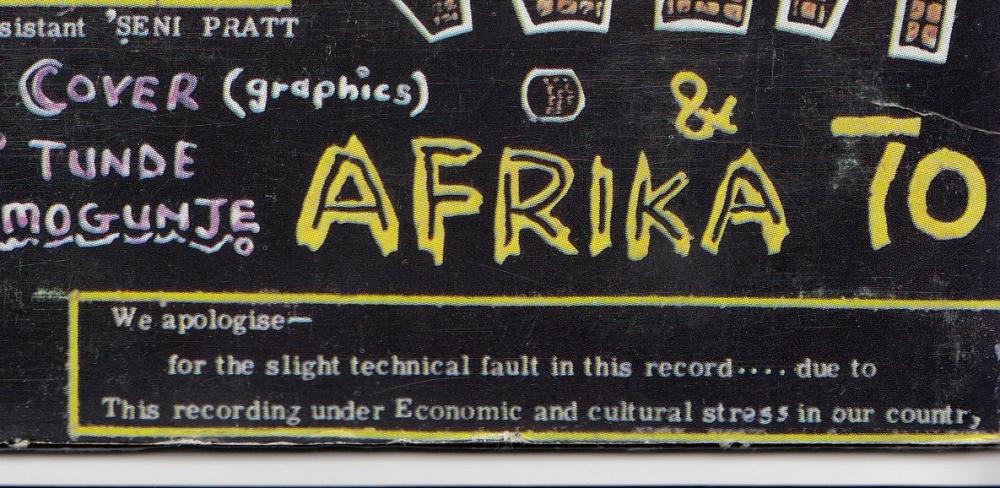 sistant 'SENI PRATT
COVER (graphics)
&
TUNDE
AFRIKA 70
MOGUNJE
We apologise—
for the slight technical fault in this record.... due to
This recording under Economic and cultural stress in our country